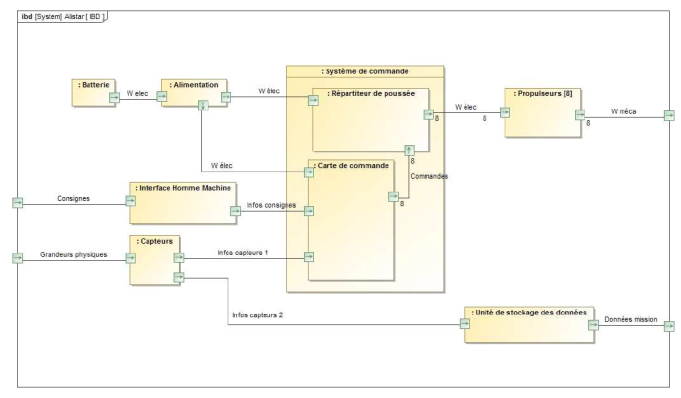 ibd [System] Alistar [ IBD ]
: Système de commande
: Batterie
: Alimentation
: Répartiteur de poussée
: Propulseurs [8]
W elec
W élec
W élec
W méca
8
8
8
W élec
8
: Carte de commande
Commandes
: Interface Homme Machine
Consignes
Infos consignes
8
: Capteurs
Grandeurs physiques
Infos capteurs 1
Infos capteurs 2
: Unité de stockage des données
Données mission